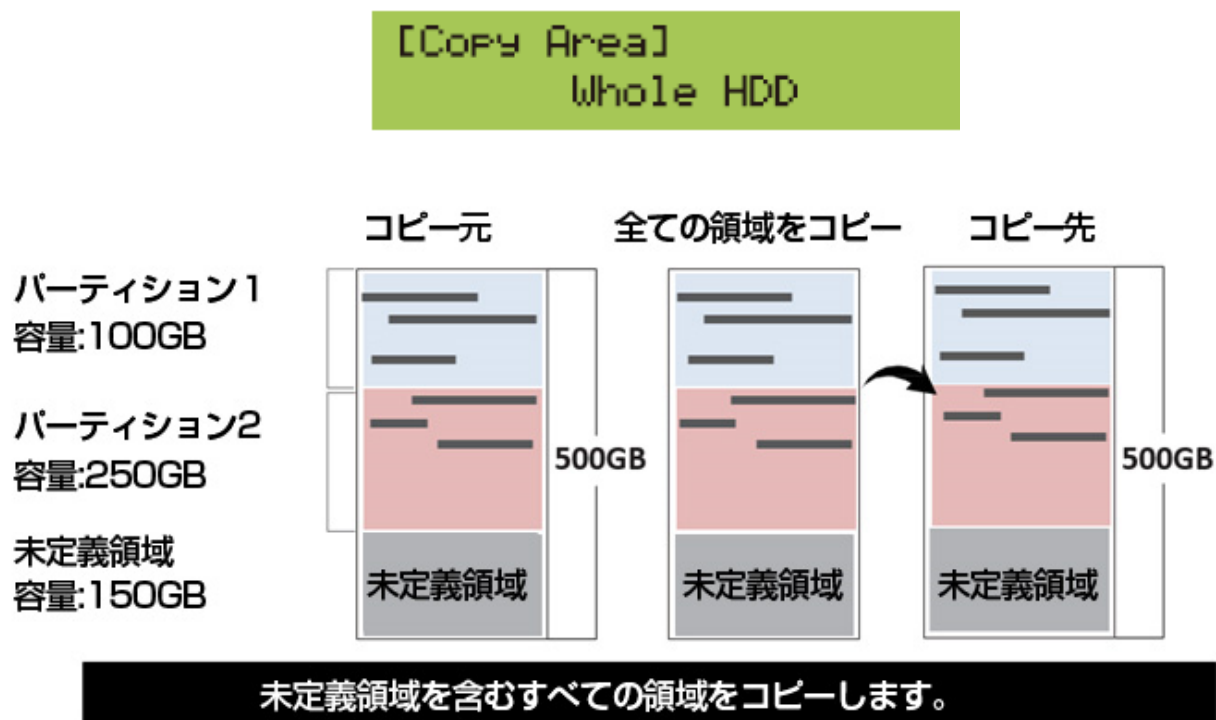 [Copy Area]
Whole HDD
コピー元
全ての領域をコピー
コピー先
パーティション1
容量:100GB
パーティション2
容量:250GB
500GB
500GB
未定義領域
容量:150GB
未定義領域
未定義領域
未定義領域
未定義領域を含むすべての領域をコピーします。